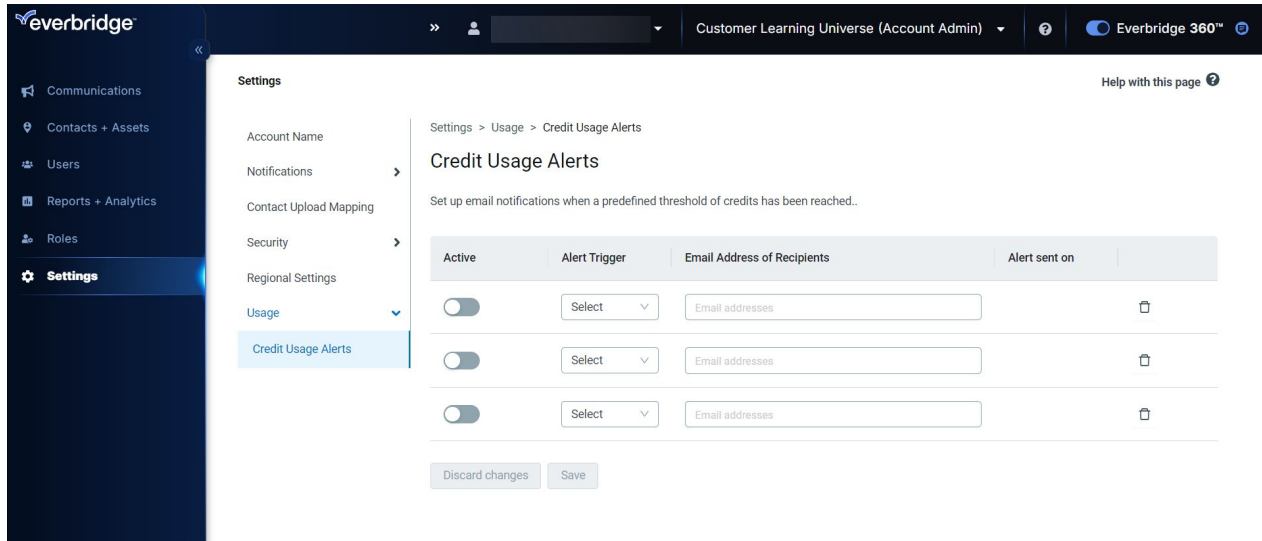 everbridge™
Customer Learning Universe (Account Admin)
Everbridge 360™
Communications
Contacts + Assets
Users
Reports + Analytics
Roles
Settings
Settings
Help with this page
Account Name
Notifications
Contact Upload Mapping
Security
Regional Settings
Usage
Credit Usage Alerts
Settings > Usage > Credit Usage Alerts
Credit Usage Alerts
Set up email notifications when a predefined threshold of credits has been reached..
Active Alert Trigger Email Address of Recipients Alert sent on
Select Email addresses
Select Email addresses
Select Email addresses
Discard changes Save